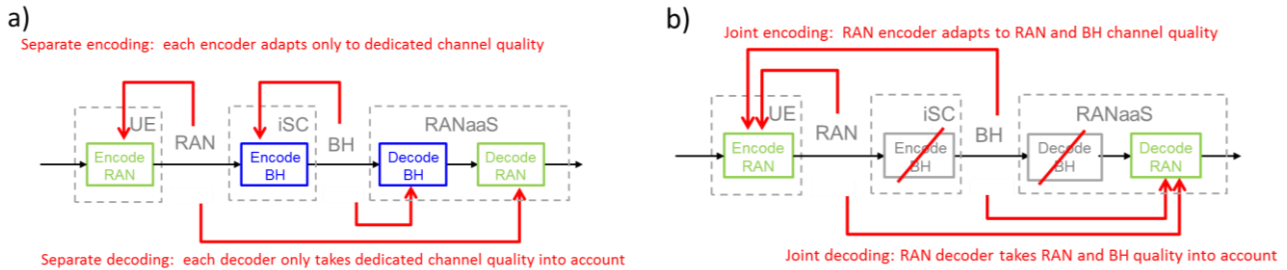 a)
Separate encoding: each encoder adapts only to dedicated channel quality
UE
RAN
iSC
BH
RANaaS
Encode
RAN
Encode
BH
Decode
BH
Decode
RAN
Separate decoding: each decoder only takes dedicated channel quality into account
b)
Joint encoding: RAN encoder adapts to RAN and BH channel quality
UE
RAN
iSC
BH
RANaaS
Encode
RAN
Encode
BH
Decode
BH
Decode
RAN
Joint decoding: RAN decoder takes RAN and BH quality into account